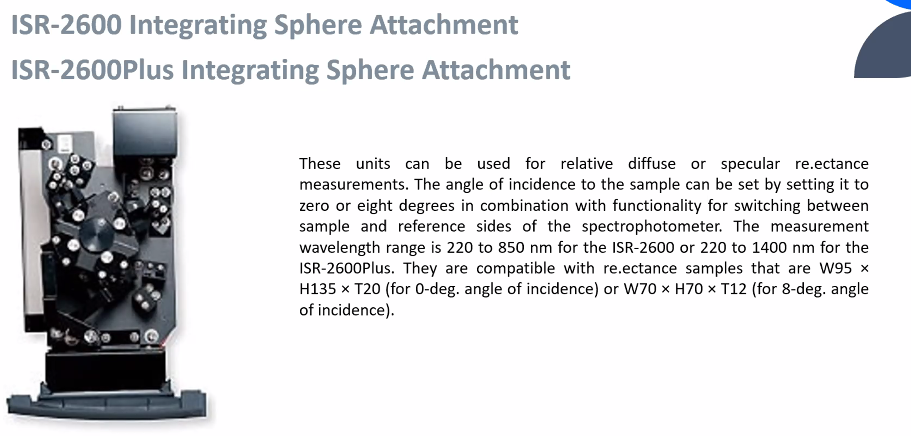 ISR-2600 Integrating Sphere Attachment
ISR-2600Plus Integrating Sphere Attachment
These units can be used for relative diffuse or specular re.ectance
measurements. The angle of incidence to the sample can be set by setting it to
zero or eight degrees in combination with functionality for switching between
sample and reference sides of the spectrophotometer. The measurement
wavelength range is 220 to 850 nm for the ISR-2600 or 220 to 1400 nm for the
ISR-2600Plus. They are compatible with re.ectance samples that are W95 ×
H135 × T20 (for 0-deg. angle of incidence) or W70 × H70 × T12 (for 8-deg. angle
of incidence).